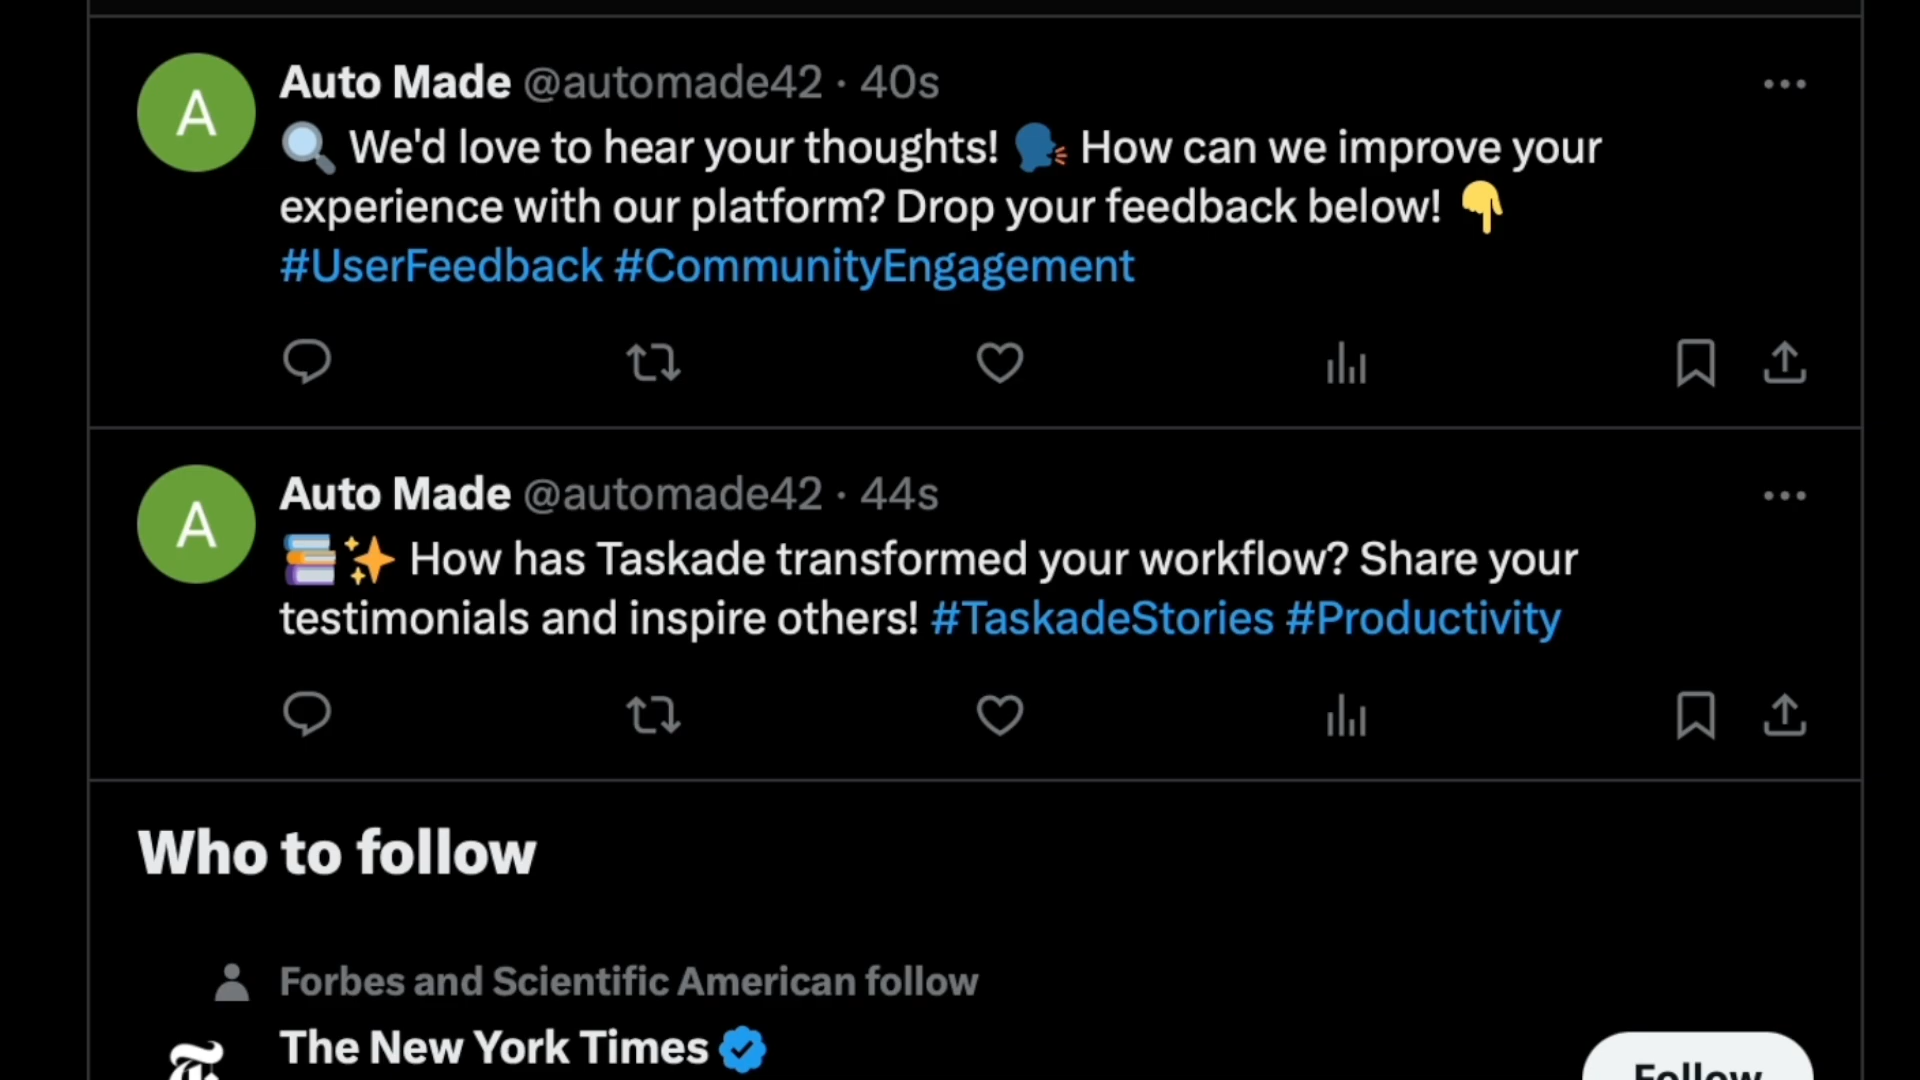 A
Auto Made @automade42 · 40s
🔍 We'd love to hear your thoughts! 🗣️ How can we improve your
experience with our platform? Drop your feedback below! 👇
#UserFeedback #CommunityEngagement
A
Auto Made @automade42 · 44s
📚✨ How has Taskade transformed your workflow? Share your
testimonials and inspire others! #TaskadeStories #Productivity
Who to follow
Forbes and Scientific American follow
The New York Times
Follow